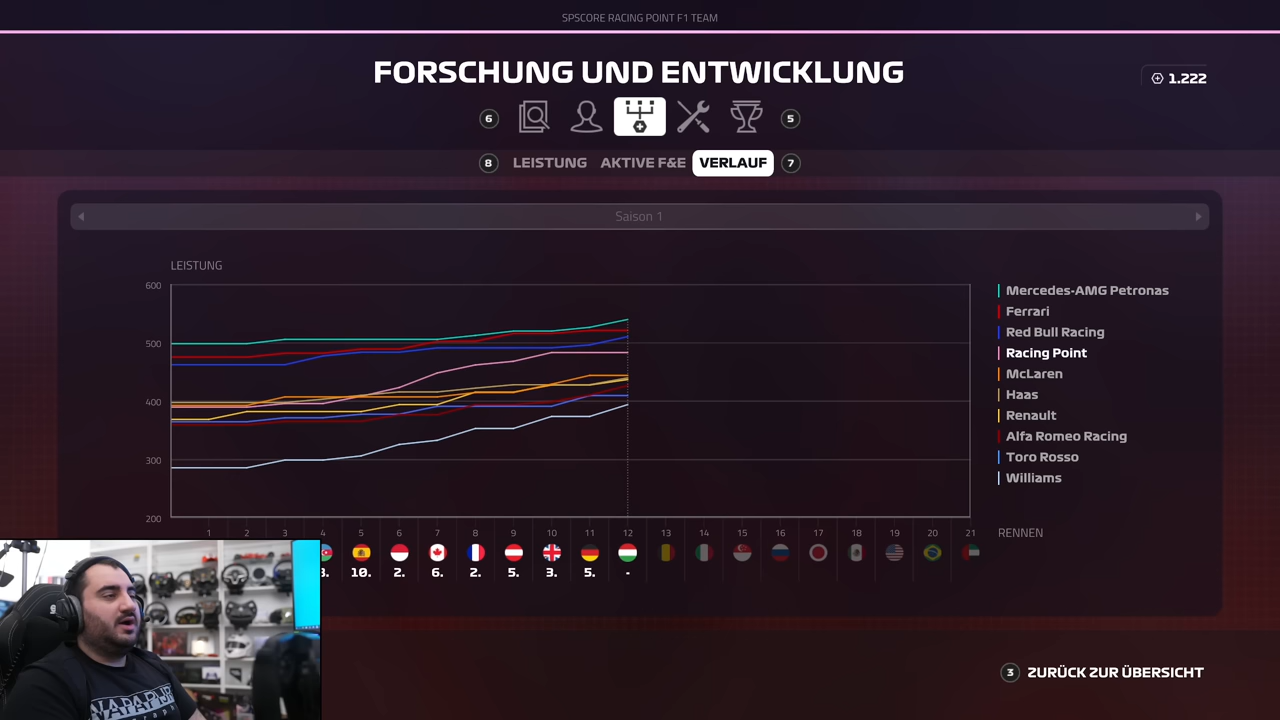 SPSCORE RACING POINT F1 TEAM
FORSCHUNG UND ENTWICKLUNG
1.222
6 5
8 LEISTUNG AKTIVE F&E VERLAUF 7
Saison 1
LEISTUNG
600
500
400
300
200
Mercedes-AMG Petronas
Ferrari
Red Bull Racing
Racing Point
McLaren
Haas
Renault
Alfa Romeo Racing
Toro Rosso
Williams
1 2 3 4 5 6 7 8 9 10 11 12 13 14 15 16 17 18 19 20 21 RENNEN
10. 2. 6. 2. 5. 3. 5. -
NAPAPIJRI
3 ZURÜCK ZUR ÜBERSICHT